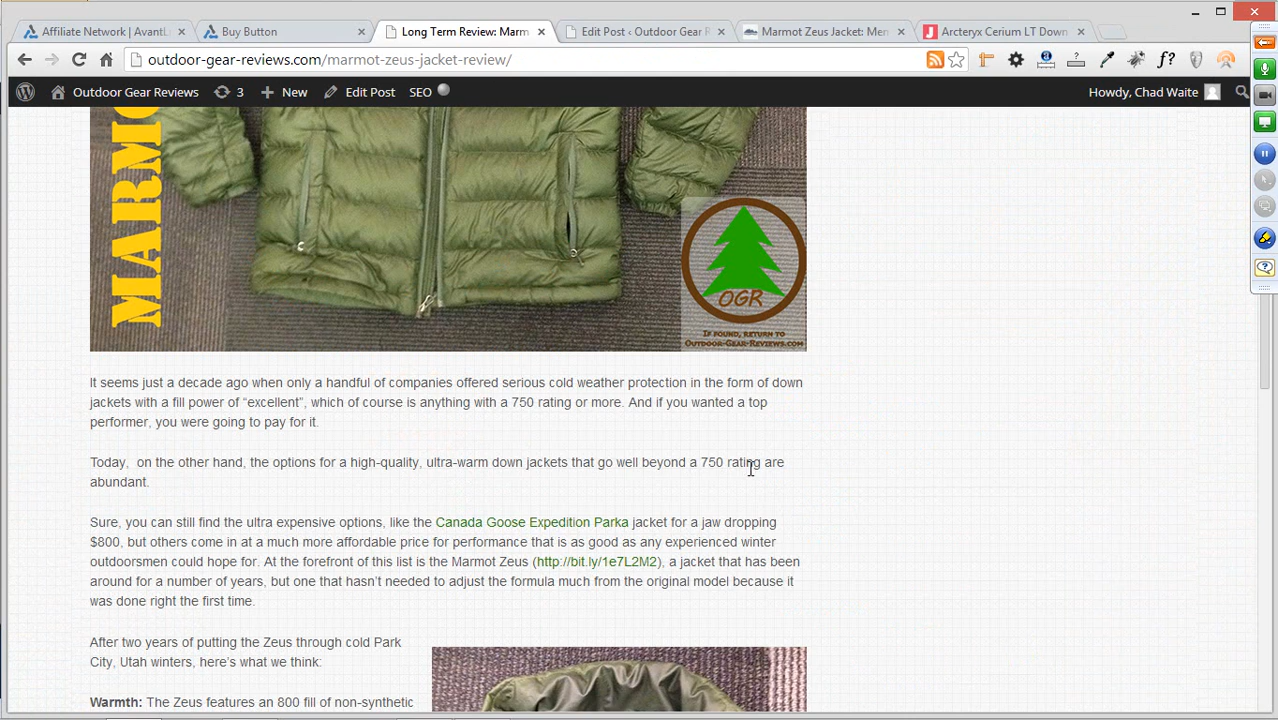 Affiliate Network | AvantL
Buy Button
Long Term Review: Marm
Edit Post ‹ Outdoor Gear R
Marmot Zeus Jacket: Men
Arcteryx Cerium LT Down
outdoor-gear-reviews.com/marmot-zeus-jacket-review/
f?
Outdoor Gear Reviews
3
New
Edit Post
SEO
Howdy, Chad Waite
MARMO
OGR
If found, return to
Outdoor-Gear-Reviews.com
It seems just a decade ago when only a handful of companies offered serious cold weather protection in the form of down
jackets with a fill power of “excellent”, which of course is anything with a 750 rating or more. And if you wanted a top
performer, you were going to pay for it.
Today,  on the other hand, the options for a high-quality, ultra-warm down jackets that go well beyond a 750 rating are
abundant.
Sure, you can still find the ultra expensive options, like the Canada Goose Expedition Parka jacket for a jaw dropping
$800, but others come in at a much more affordable price for performance that is as good as any experienced winter
outdoorsmen could hope for. At the forefront of this list is the Marmot Zeus (http://bit.ly/1e7L2M2), a jacket that has been
around for a number of years, but one that hasn’t needed to adjust the formula much from the original model because it
was done right the first time.
After two years of putting the Zeus through cold Park
City, Utah winters, here’s what we think:
Warmth: The Zeus features an 800 fill of non-synthetic